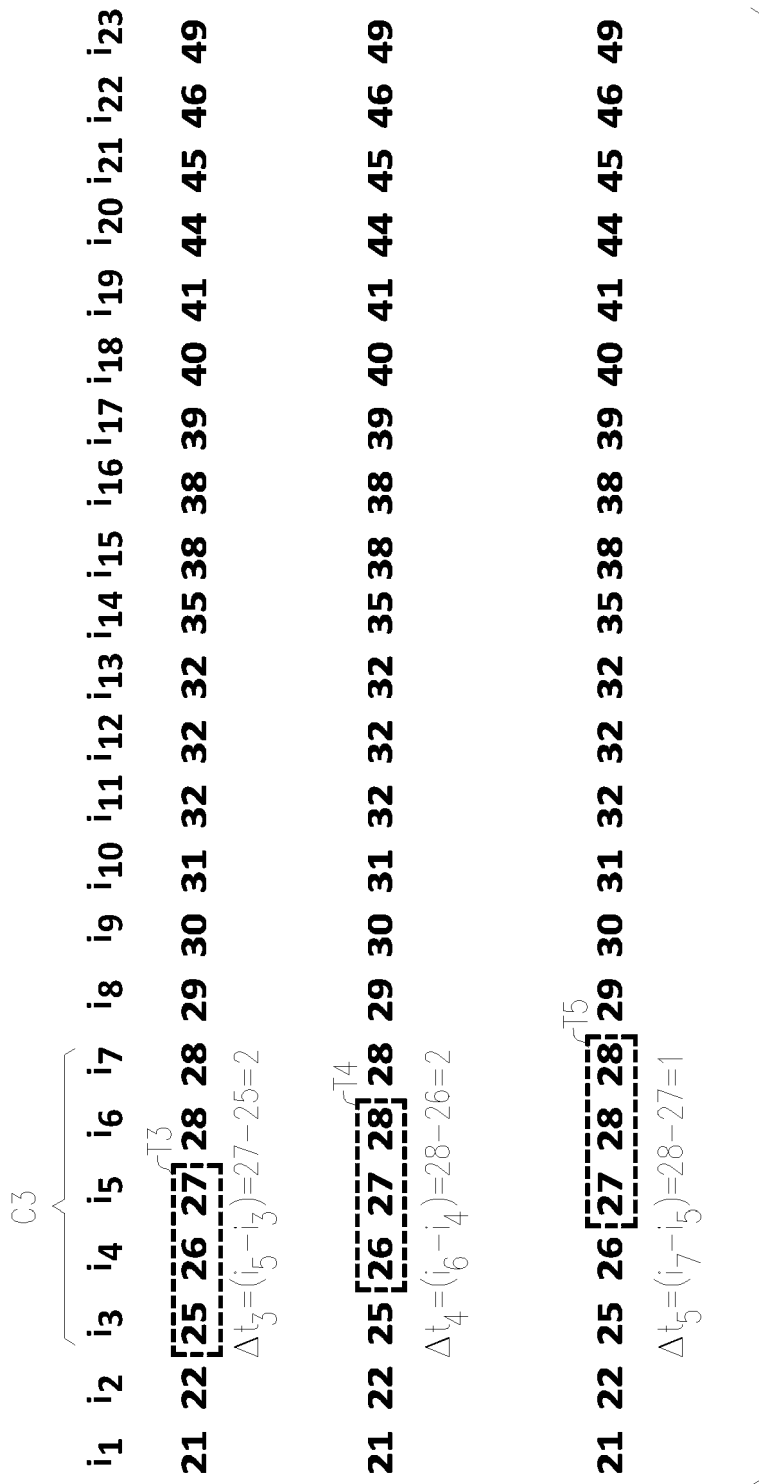 C3
i1 i2 i3 i4 i5 i6 i7 i8 i9 i10 i11 i12 i13 i14 i15 i16 i17 i18 i19 i20 i21 i22 i23
T3
21 22 25 26 27 28 28 29 30 31 32 32 32 35 38 38 39 40 41 44 45 46 49
Δt3=(i5−i3)=27−25=2
T4
21 22 25 26 27 28 28 29 30 31 32 32 32 35 38 38 39 40 41 44 45 46 49
Δt4=(i6−i4)=28−26=2
T5
21 22 25 26 27 28 28 29 30 31 32 32 32 35 38 38 39 40 41 44 45 46 49
Δt5=(i7−i5)=28−27=1